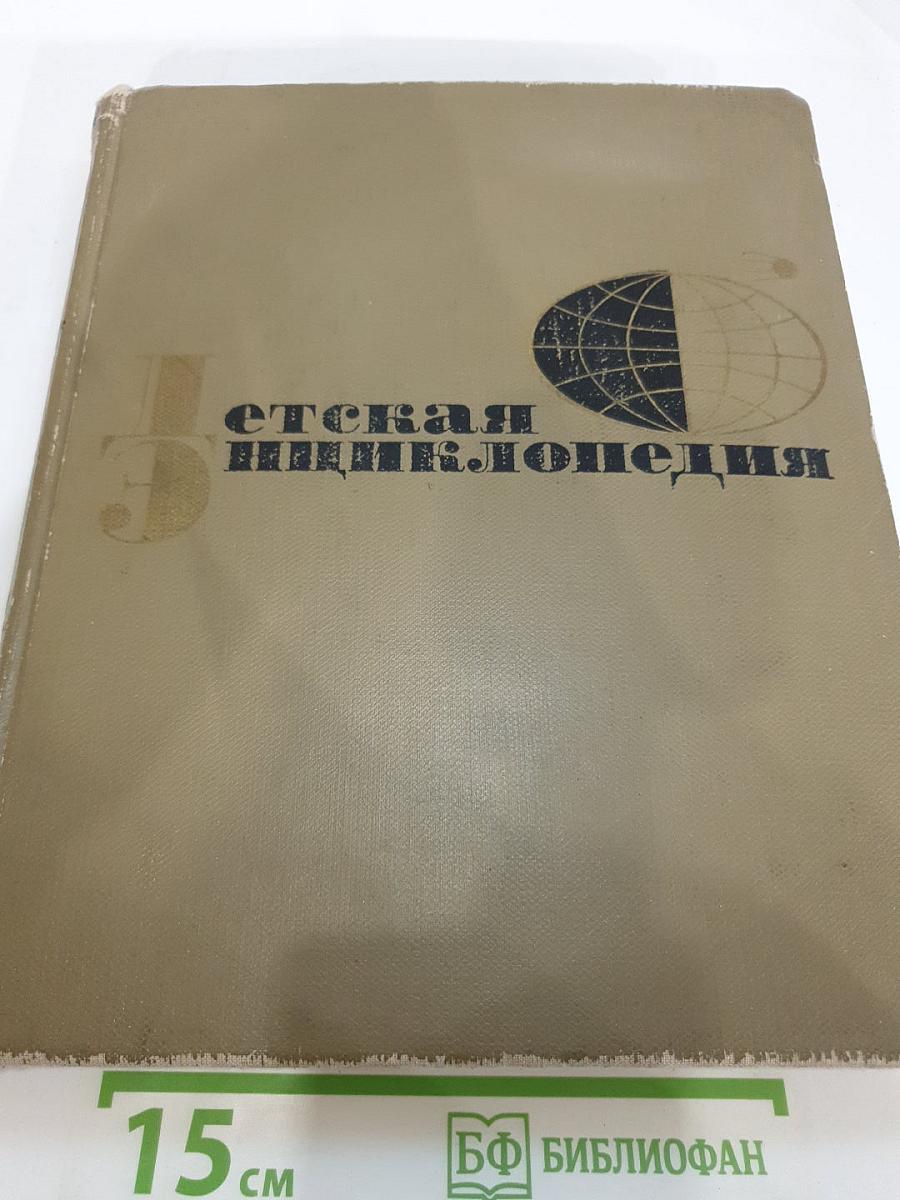 Детская
Энциклопедия
15 см
БФ БИБЛИОФАН